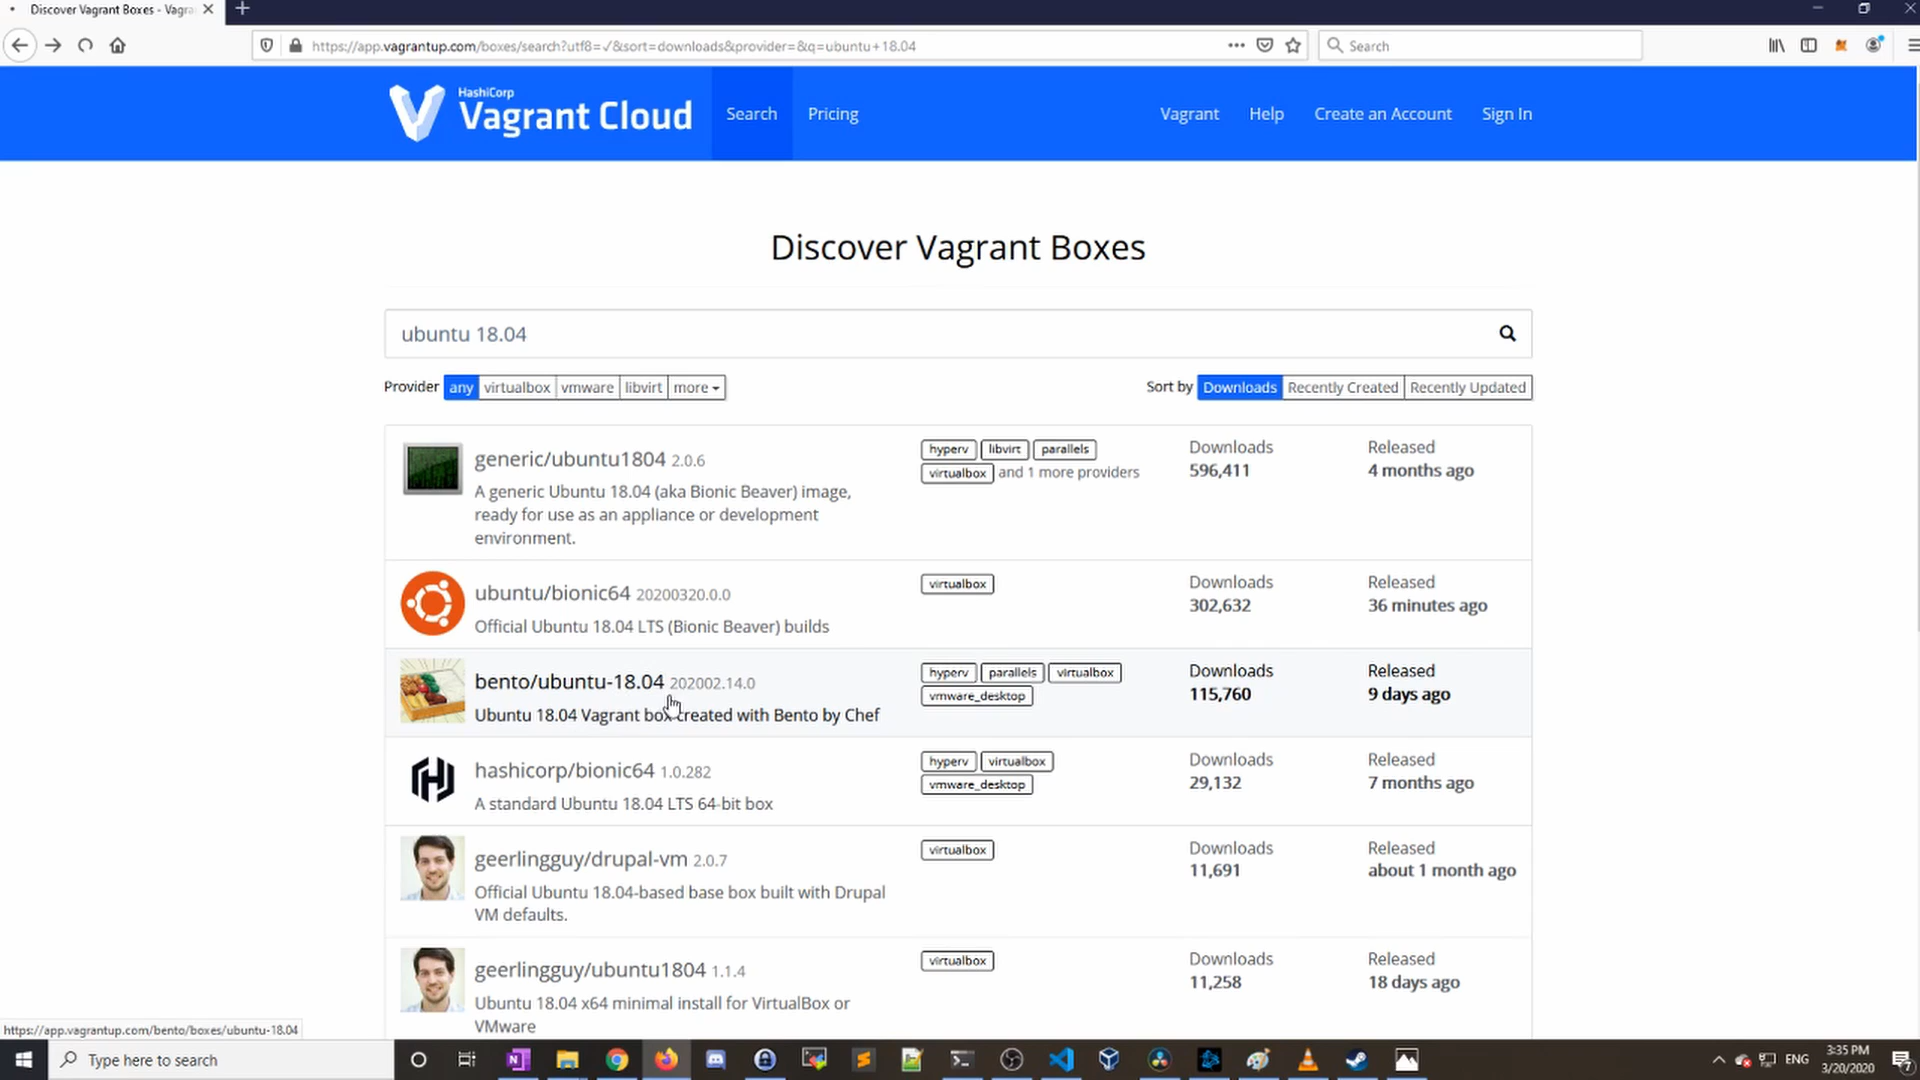 Discover Vagrant Boxes - Vagra
https://app.vagrantup.com/boxes/search?utf8=✓&sort=downloads&provider=&q=ubuntu+18.04
Search
HashiCorp
Vagrant Cloud
Search
Pricing
Vagrant
Help
Create an Account
Sign In
Discover Vagrant Boxes
ubuntu 18.04
Provider any virtualbox vmware libvirt more
Sort by Downloads Recently Created Recently Updated
generic/ubuntu1804 2.0.6
A generic Ubuntu 18.04 (aka Bionic Beaver) image,
ready for use as an appliance or development
environment.
hyperv libvirt parallels
virtualbox and 1 more providers
Downloads
596,411
Released
4 months ago
ubuntu/bionic64 20200320.0.0
Official Ubuntu 18.04 LTS (Bionic Beaver) builds
virtualbox
Downloads
302,632
Released
36 minutes ago
bento/ubuntu-18.04 202002.14.0
Ubuntu 18.04 Vagrant box created with Bento by Chef
hyperv parallels virtualbox
vmware_desktop
Downloads
115,760
Released
9 days ago
hashicorp/bionic64 1.0.282
A standard Ubuntu 18.04 LTS 64-bit box
hyperv virtualbox
vmware_desktop
Downloads
29,132
Released
7 months ago
geerlingguy/drupal-vm 2.0.7
Official Ubuntu 18.04-based base box built with Drupal
VM defaults.
virtualbox
Downloads
11,691
Released
about 1 month ago
geerlingguy/ubuntu1804 1.1.4
Ubuntu 18.04 x64 minimal install for VirtualBox or
VMware
virtualbox
Downloads
11,258
Released
18 days ago
https://app.vagrantup.com/bento/boxes/ubuntu-18.04
Type here to search
ENG
3:35 PM
3/20/2020